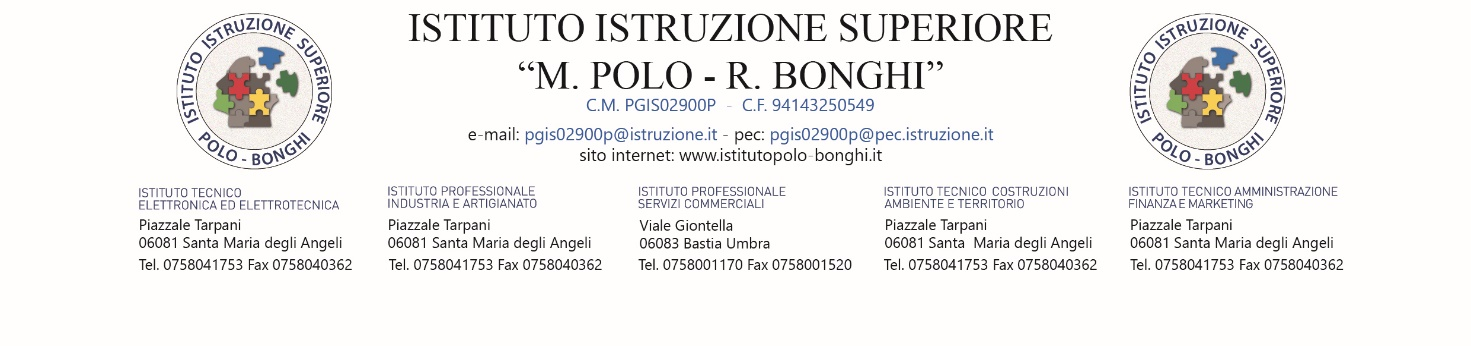 ISTITUTO ISTRUZIONE SUPERIORE
POLO - BONGHI
ISTITUTO ISTRUZIONE SUPERIORE
“M. POLO - R. BONGHI”
C.M. PGIS02900P - C.F. 94143250549
e-mail: pgis02900p@istruzione.it - pec: pgis02900p@pec.istruzione.it
sito internet: www.istitutopolo-bonghi.it
ISTITUTO ISTRUZIONE SUPERIORE
POLO - BONGHI
ISTITUTO TECNICO
ELETTRONICA ED ELETTROTECNICA
Piazzale Tarpani
06081 Santa Maria degli Angeli
Tel. 0758041753 Fax 0758040362
ISTITUTO PROFESSIONALE
INDUSTRIA E ARTIGIANATO
Piazzale Tarpani
06081 Santa Maria degli Angeli
Tel. 0758041753 Fax 0758040362
ISTITUTO PROFESSIONALE
SERVIZI COMMERCIALI
Viale Giontella
06083 Bastia Umbra
Tel. 0758001170 Fax 0758001520
ISTITUTO TECNICO COSTRUZIONI
AMBIENTE E TERRITORIO
Piazzale Tarpani
06081 Santa Maria degli Angeli
Tel. 0758041753 Fax 0758040362
ISTITUTO TECNICO AMMINISTRAZIONE
FINANZA E MARKETING
Piazzale Tarpani
06081 Santa Maria degli Angeli
Tel. 0758041753 Fax 0758040362